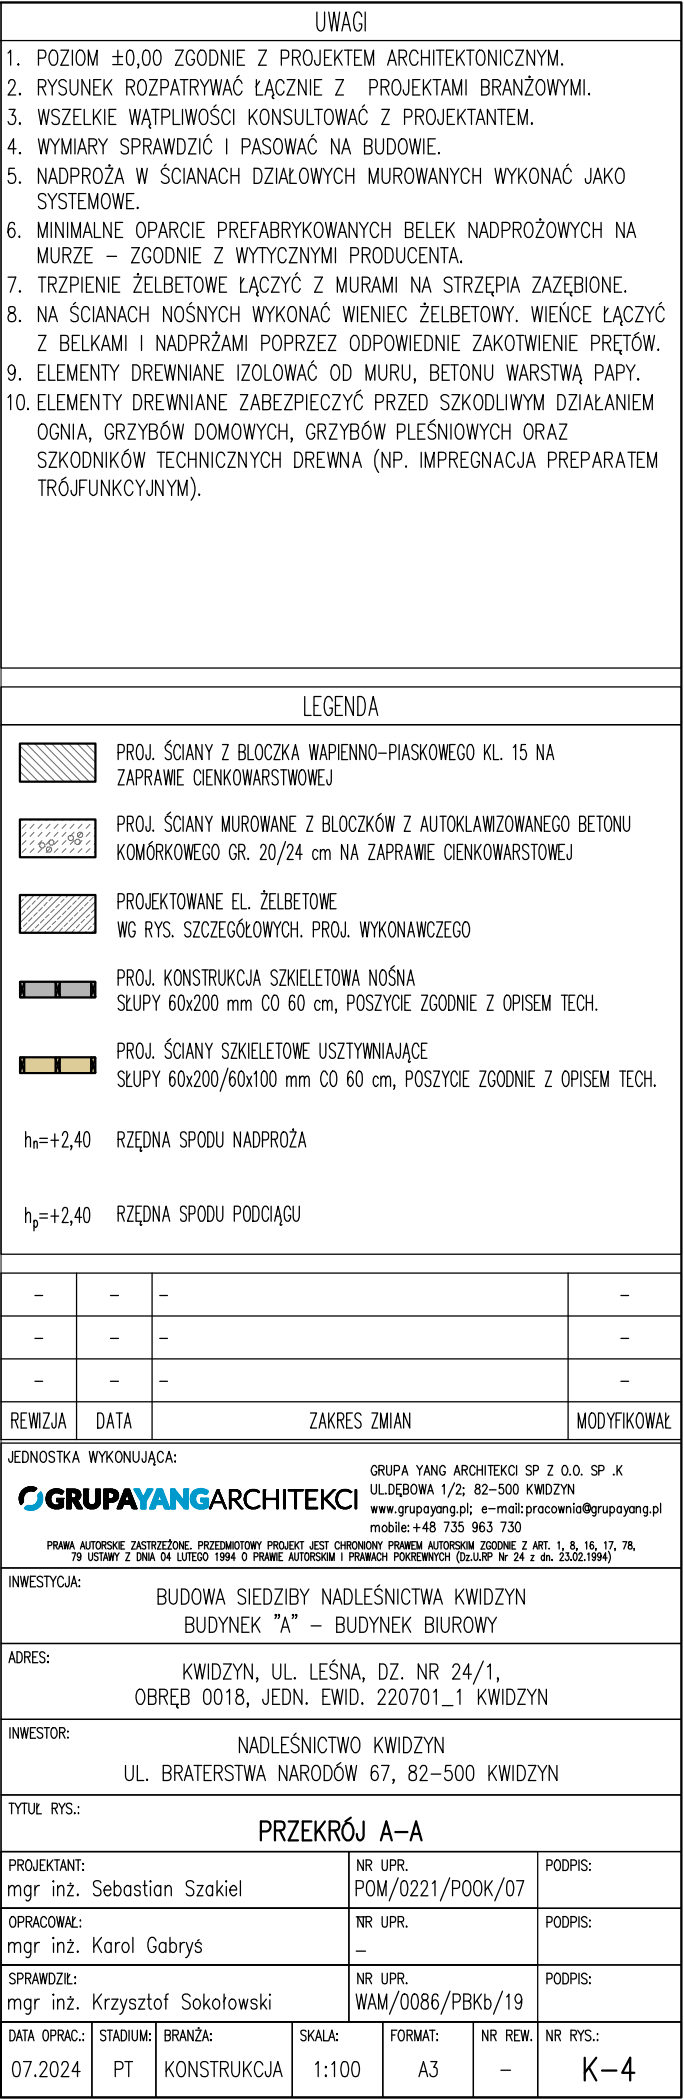 UWAGI
1. POZIOM ±0,00 ZGODNIE Z PROJEKTEM ARCHITEKTONICZNYM.
2. RYSUNEK ROZPATRYWAĆ ŁĄCZNIE Z PROJEKTAMI BRANŻOWYMI.
3. WSZELKIE WĄTPLIWOŚCI KONSULTOWAĆ Z PROJEKTANTEM.
4. WYMIARY SPRAWDZIĆ I PASOWAĆ NA BUDOWIE.
5. NADPROŻA W ŚCIANACH DZIAŁOWYCH MUROWANYCH WYKONAĆ JAKO
SYSTEMOWE.
6. MINIMALNE OPARCIE PREFABRYKOWANYCH BELEK NADPROŻOWYCH NA
MURZE – ZGODNIE Z WYTYCZNYMI PRODUCENTA.
7. TRZPIENIE ŻELBETOWE ŁĄCZYĆ Z MURAMI NA STRZĘPIA ZAZĘBIONE.
8. NA ŚCIANACH NOŚNYCH WYKONAĆ WIENIEC ŻELBETOWY. WIEŃCE ŁĄCZYĆ
Z BELKAMI I NADPRŻAMI POPRZEZ ODPOWIEDNIE ZAKOTWIENIE PRĘTÓW.
9. ELEMENTY DREWNIANE IZOLOWAĆ OD MURU, BETONU WARSTWĄ PAPY.
10. ELEMENTY DREWNIANE ZABEZPIECZYĆ PRZED SZKODLIWYM DZIAŁANIEM
OGNIA, GRZYBÓW DOMOWYCH, GRZYBÓW PLEŚNIOWYCH ORAZ
SZKODNIKÓW TECHNICZNYCH DREWNA (NP. IMPREGNACJA PREPARATEM
TRÓJFUNKCYJNYM).
LEGENDA
PROJ. ŚCIANY Z BLOCZKA WAPIENNO-PIASKOWEGO KL. 15 NA
ZAPRAWIE CIENKOWARSTWOWEJ
PROJ. ŚCIANY MUROWANE Z BLOCZKÓW Z AUTOKLAWIZOWANEGO BETONU
KOMÓRKOWEGO GR. 20/24 cm NA ZAPRAWIE CIENKOWARSTOWEJ
PROJEKTOWANE EL. ŻELBETOWE
WG RYS. SZCZEGÓŁOWYCH. PROJ. WYKONAWCZEGO
PROJ. KONSTRUKCJA SZKIELETOWA NOŚNA
SŁUPY 60x200 mm CO 60 cm, POSZYCIE ZGODNIE Z OPISEM TECH.
PROJ. ŚCIANY SZKIELETOWE USZTYWNIAJĄCE
SŁUPY 60x200/60x100 mm CO 60 cm, POSZYCIE ZGODNIE Z OPISEM TECH.
hn=+2,40 RZĘDNA SPODU NADPROŻA
hp=+2,40 RZĘDNA SPODU PODCIĄGU
– – – –
– – – –
– – – –
REWIZJA DATA ZAKRES ZMIAN MODYFIKOWAŁ
JEDNOSTKA WYKONUJĄCA:
GRUPAYANGARCHITEKCI
GRUPA YANG ARCHITEKCI SP Z O.O. SP .K
UL.DĘBOWA 1/2; 82-500 KWIDZYN
www.grupayang.pl; e-mail:pracownia@grupayang.pl
mobile:+48 735 963 730
PRAWA AUTORSKIE ZASTRZEŻONE. PRZEDMIOTOWY PROJEKT JEST CHRONIONY PRAWEM AUTORSKIM ZGODNIE Z ART. 1, 8, 16, 17, 78,
79 USTAWY Z DNIA 04 LUTEGO 1994 O PRAWIE AUTORSKIM I PRAWACH POKREWNYCH (Dz.U.RP Nr 24 z dn. 23.02.1994)
INWESTYCJA:
BUDOWA SIEDZIBY NADLEŚNICTWA KWIDZYN
BUDYNEK "A" – BUDYNEK BIUROWY
ADRES:
KWIDZYN, UL. LEŚNA, DZ. NR 24/1,
OBRĘB 0018, JEDN. EWID. 220701_1 KWIDZYN
INWESTOR:
NADLEŚNICTWO KWIDZYN
UL. BRATERSTWA NARODÓW 67, 82-500 KWIDZYN
TYTUŁ RYS.:
PRZEKRÓJ A-A
PROJEKTANT: NR UPR. PODPIS:
mgr inż. Sebastian Szakiel POM/0221/POOK/07
OPRACOWAŁ: NR UPR. PODPIS:
mgr inż. Karol Gabryś –
SPRAWDZIŁ: NR UPR. PODPIS:
mgr inż. Krzysztof Sokołowski WAM/0086/PBKb/19
DATA OPRAC.: STADIUM: BRANŻA: SKALA: FORMAT: NR REW. NR RYS.:
07.2024 PT KONSTRUKCJA 1:100 A3 – K-4